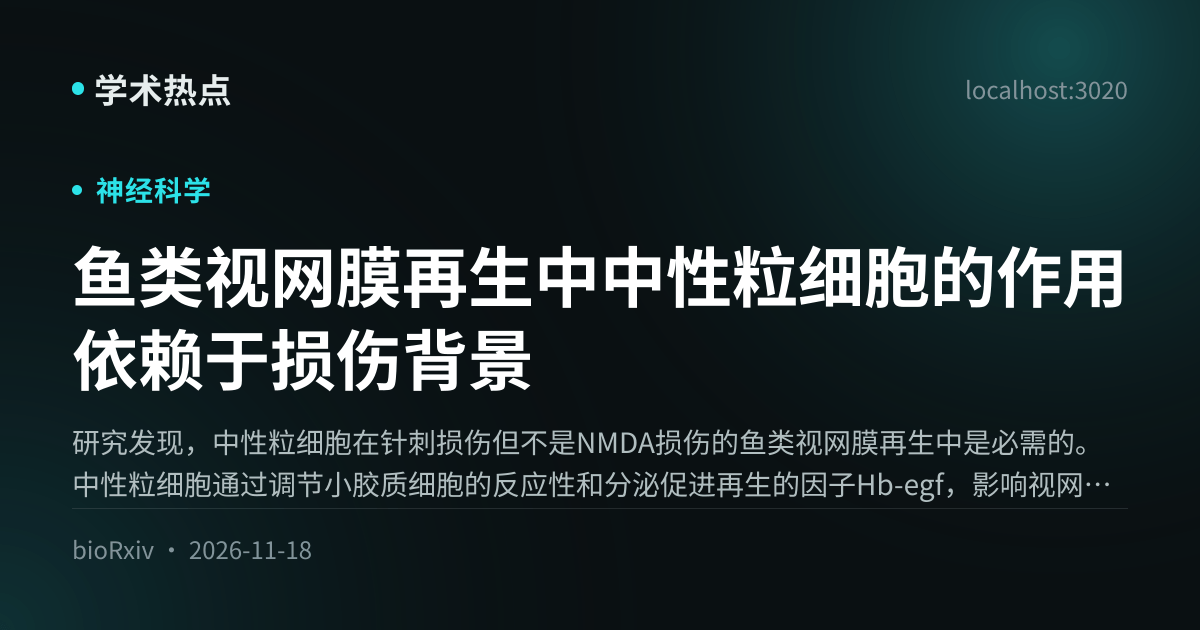 学术热点
localhost:3020
神经科学
鱼类视网膜再生中中性粒细胞的作用
依赖于损伤背景
研究发现，中性粒细胞在针刺损伤但不是NMDA损伤的鱼类视网膜再生中是必需的。
中性粒细胞通过调节小胶质细胞的反应性和分泌促进再生的因子Hb-egf，影响视网…
bioRxiv • 2026-11-18